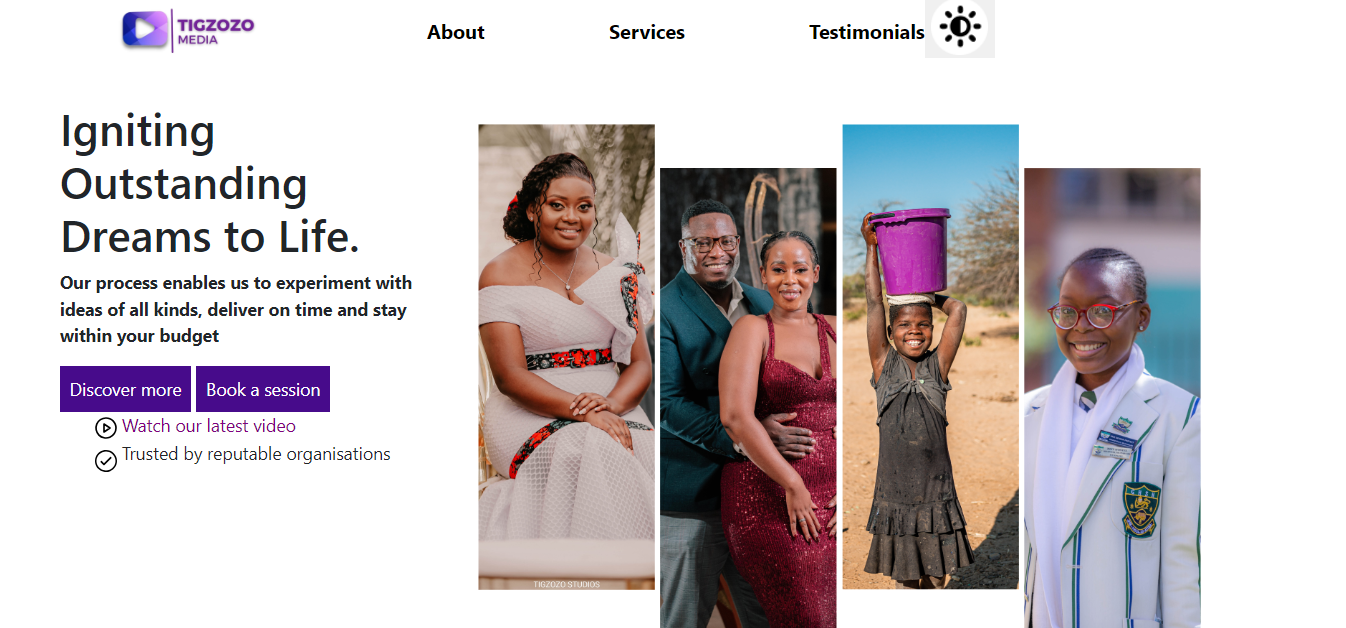 TIGZOZO
MEDIA
About
Services
Testimonials
Igniting
Outstanding
Dreams to Life.
Our process enables us to experiment with
ideas of all kinds, deliver on time and stay
within your budget
Discover more
Book a session
Watch our latest video
Trusted by reputable organisations
TIGZOZO STUDIOS